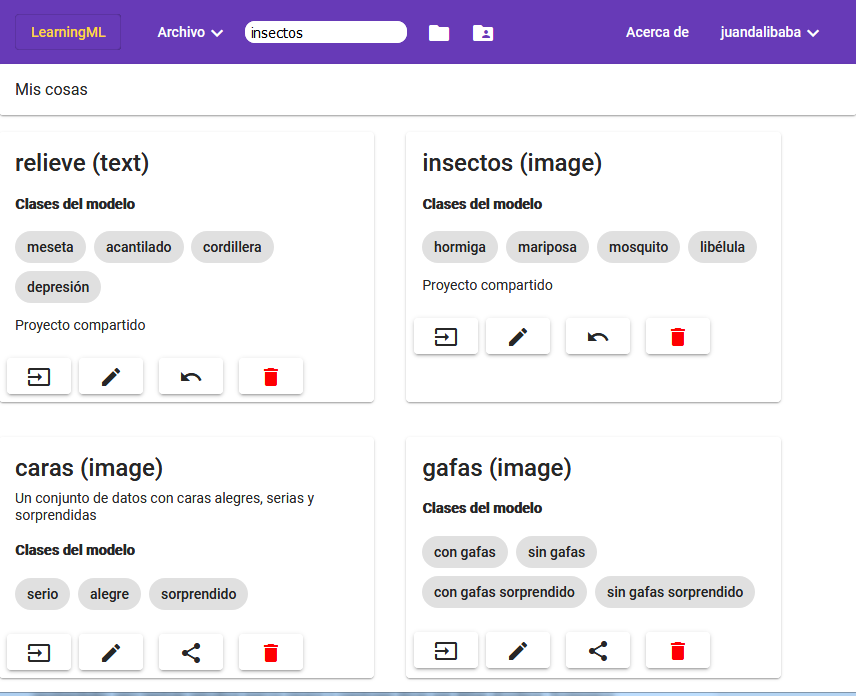 LearningML Archivo insectos Acerca de juandalibaba
Mis cosas
relieve (text)
Clases del modelo
meseta acantilado cordillera
depresión
Proyecto compartido
insectos (image)
Clases del modelo
hormiga mariposa mosquito libélula
Proyecto compartido
caras (image)
Un conjunto de datos con caras alegres, serias y
sorprendidas
Clases del modelo
serio alegre sorprendido
gafas (image)
Clases del modelo
con gafas sin gafas
con gafas sorprendido sin gafas sorprendido